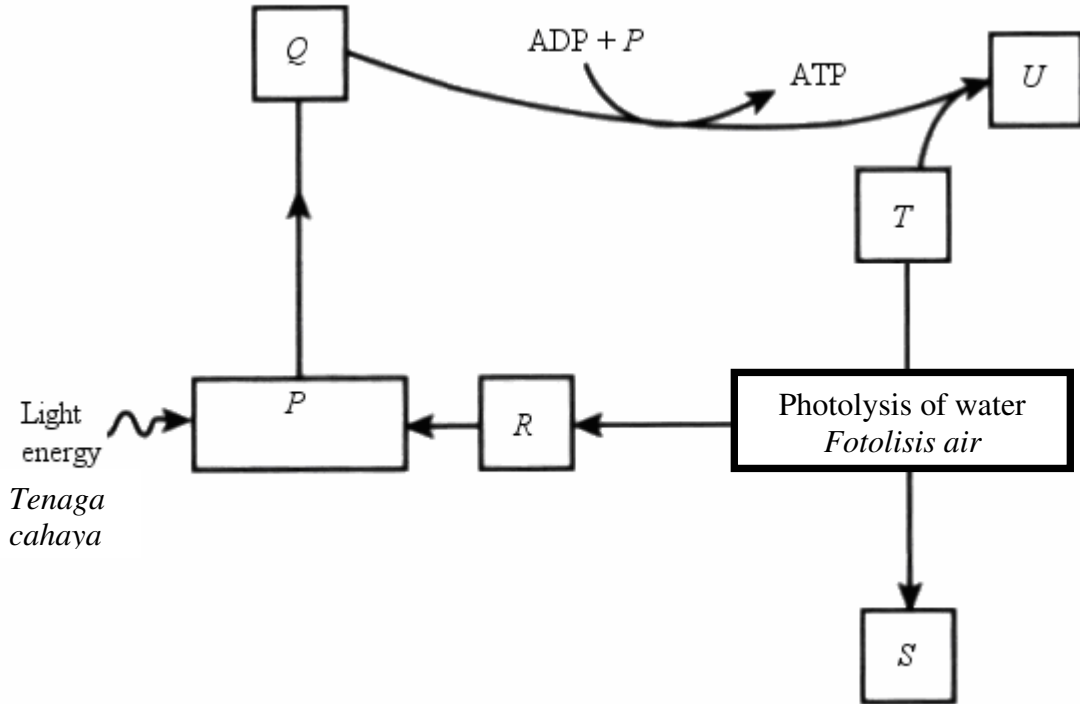 Q
ADP + P
ATP
U
T
Light
energy
Tenaga
cahaya
P
R
Photolysis of water
Fotolisis air
S